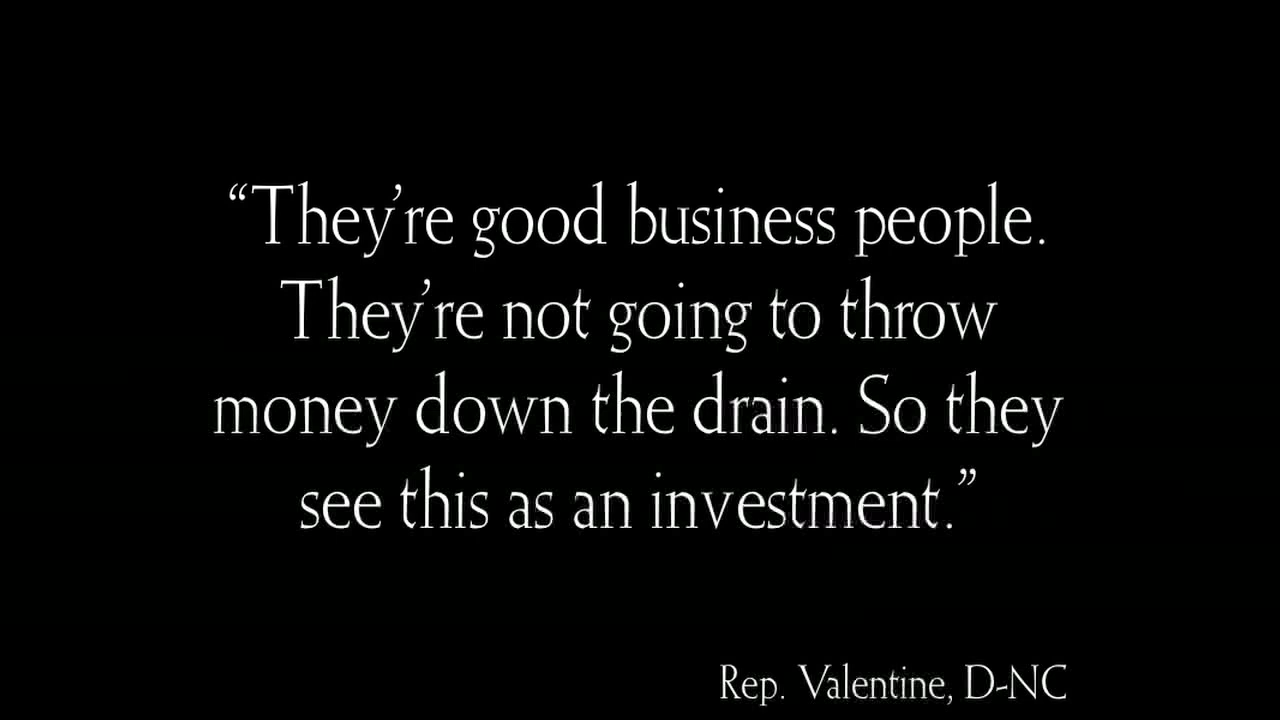 “They’re good business people.
They’re not going to throw
money down the drain. So they
see this as an investment.”
Rep. Valentine, D-NC